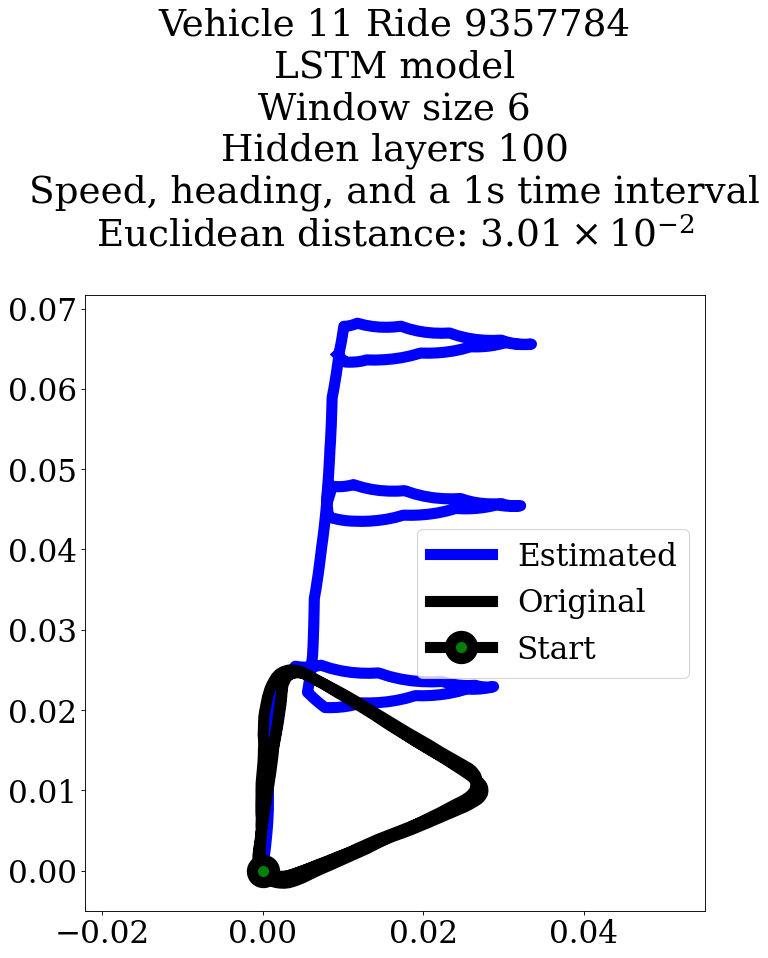 Vehicle 11 Ride 9357784
LSTM model
Window size 6
Hidden layers 100
Speed, heading, and a 1s time interval
Euclidean distance: 3.01 × 10⁻²
0.07
0.06
0.05
0.04
0.03
0.02
0.01
0.00
Estimated
Original
Start
−0.02 0.00 0.02 0.04